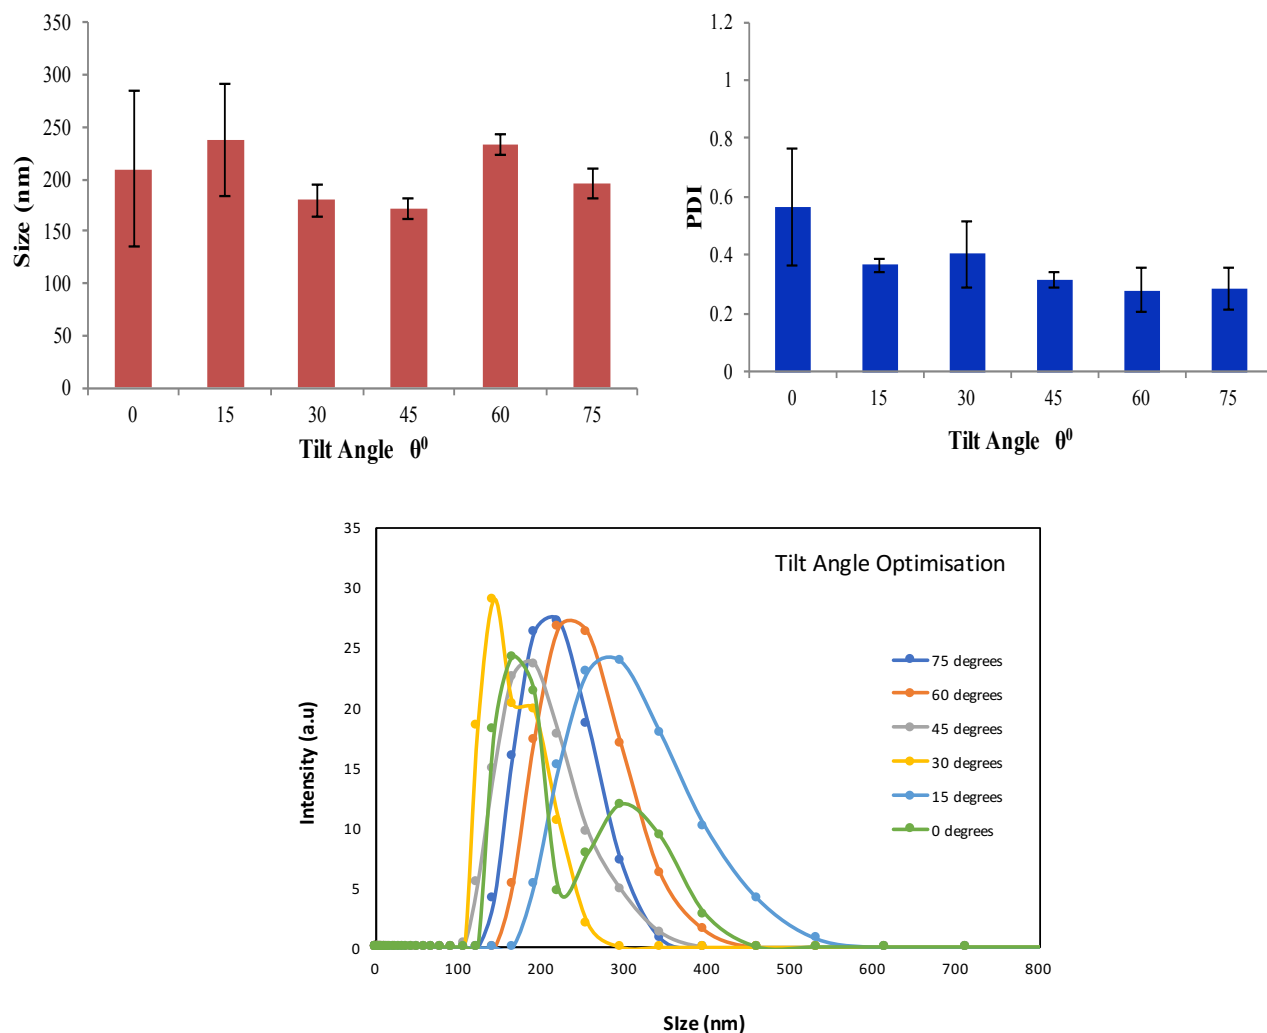 350
300
250
200
150
100
50
0
Size (nm)
0 15 30 45 60 75
Tilt Angle θ⁰
1.2
1
0.8
0.6
0.4
0.2
0
PDI
0 15 30 45 60 75
Tilt Angle θ⁰
35
30
25
20
15
10
5
0
Intensity (a.u)
Tilt Angle Optimisation
75 degrees
60 degrees
45 degrees
30 degrees
15 degrees
0 degrees
0 100 200 300 400 500 600 700 800
SIze (nm)